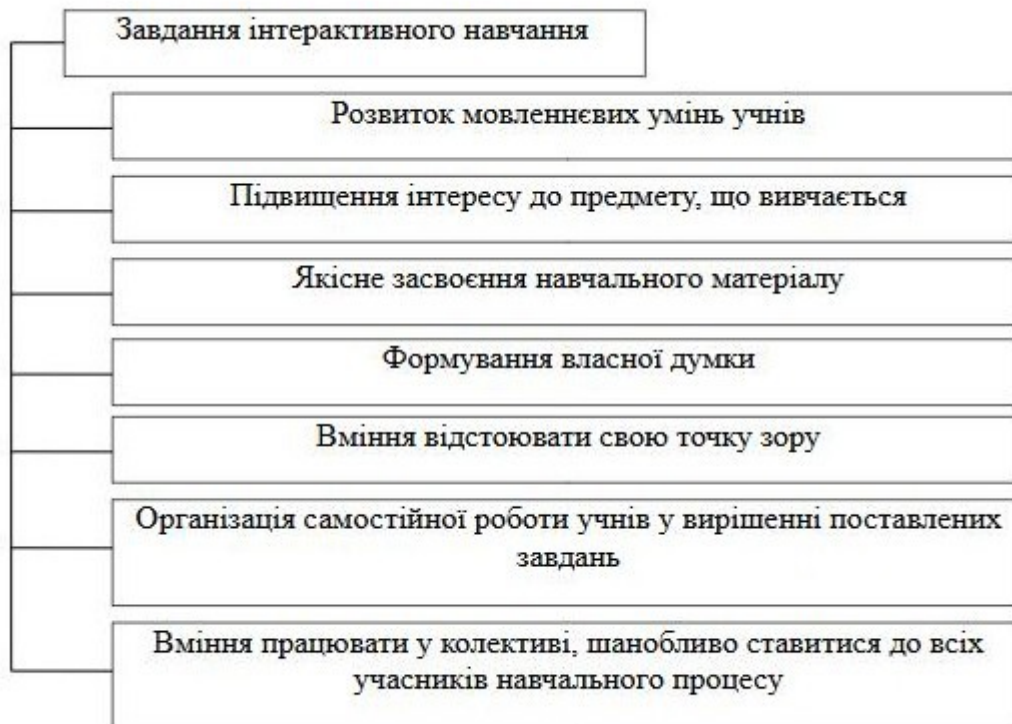 Завдання інтерактивного навчання
Розвиток мовленнєвих умінь учнів
Підвищення інтересу до предмету, що вивчається
Якісне засвоєння навчального матеріалу
Формування власної думки
Вміння відстоювати свою точку зору
Організація самостійної роботи учнів у вирішенні поставлених
завдань
Вміння працювати у колективі, шанобливо ставитися до всіх
учасників навчального процесу